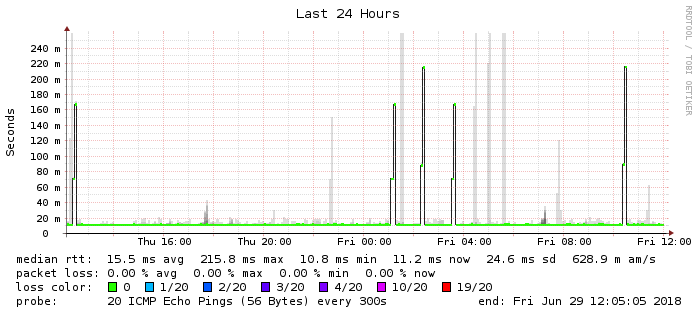 Last 24 Hours
RRDTOOL / TOBI OETIKER
Seconds
240 m
220 m
200 m
180 m
160 m
140 m
120 m
100 m
80 m
60 m
40 m
20 m
0
Thu 16:00 Thu 20:00 Fri 00:00 Fri 04:00 Fri 08:00 Fri 12:00
median rtt: 15.5 ms avg 215.8 ms max 10.8 ms min 11.2 ms now 24.6 ms sd 628.9 m am/s
packet loss: 0.00 % avg 0.00 % max 0.00 % min 0.00 % now
loss color: 0 1/20 2/20 3/20 4/20 10/20 19/20
probe: 20 ICMP Echo Pings (56 Bytes) every 300s end: Fri Jun 29 12:05:05 2018